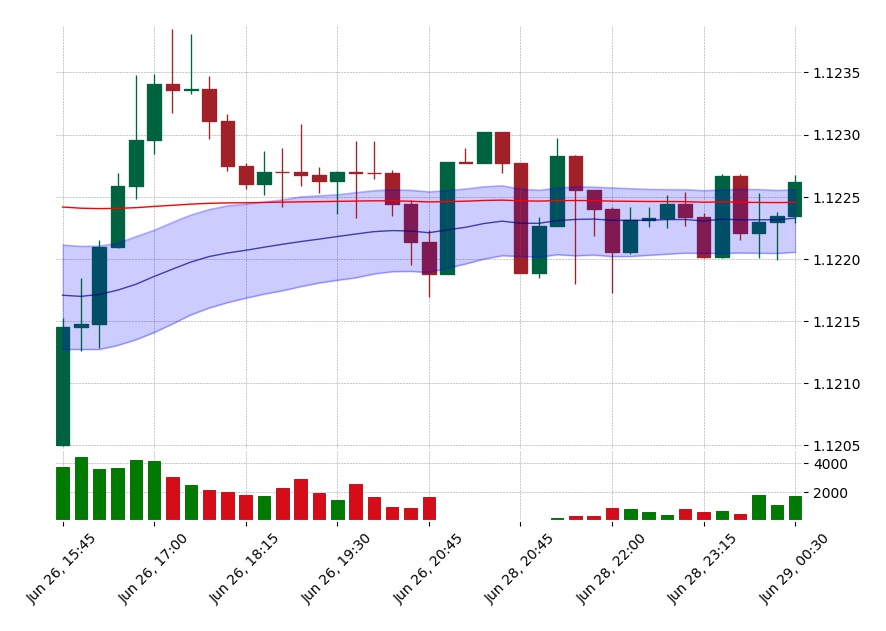 1.1235
1.1230
1.1225
1.1220
1.1215
1.1210
1.1205
4000
2000
Jun 26, 15:45
Jun 26, 17:00
Jun 26, 18:15
Jun 26, 19:30
Jun 26, 20:45
Jun 28, 20:45
Jun 28, 22:00
Jun 28, 23:15
Jun 29, 00:30